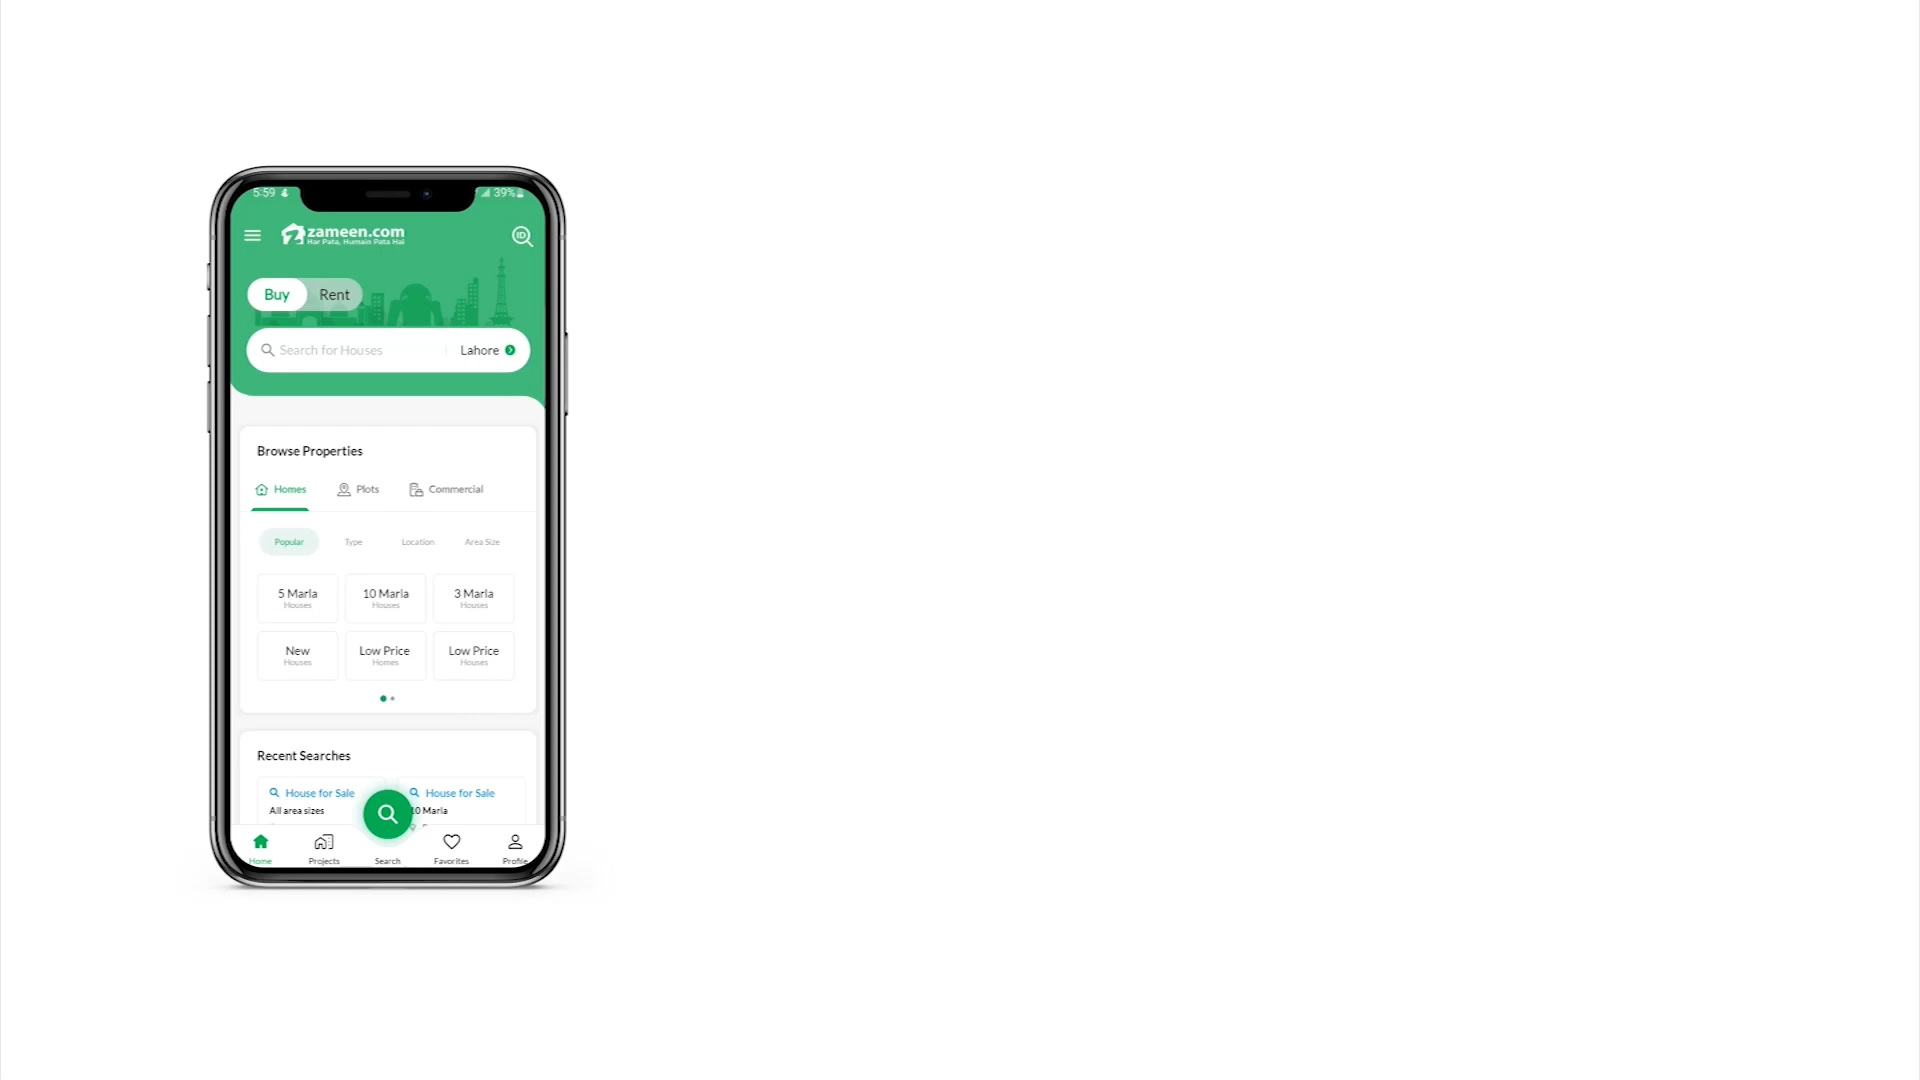 5:59
39%
zameen.com
Har Pata, Humain Pata Hai
ID
Buy Rent
Search for Houses Lahore
Browse Properties
Homes Plots Commercial
Popular Type Location Area Size
5 Marla 10 Marla 3 Marla
Houses Houses Houses
New Low Price Low Price
Houses Homes Houses
Recent Searches
House for Sale House for Sale
All area sizes 10 Marla
Home Projects Search Favorites Profile